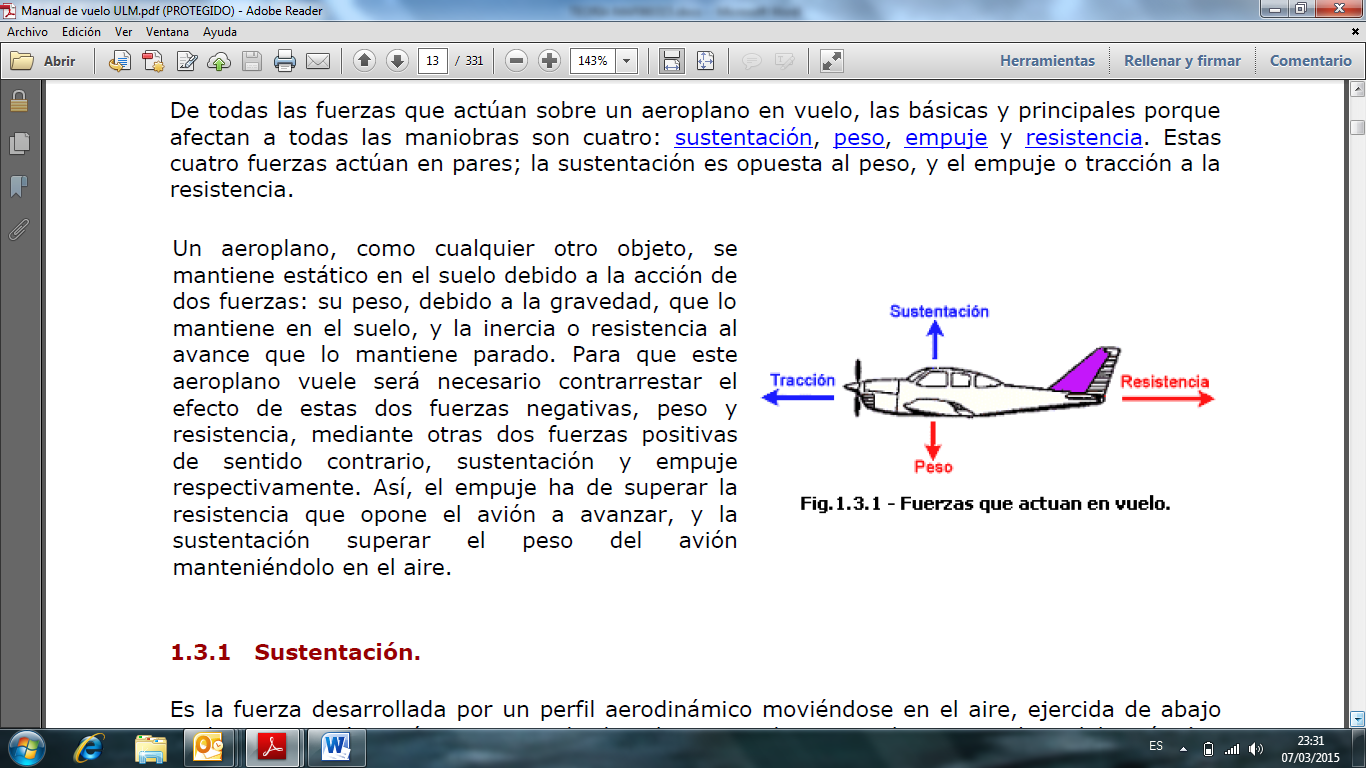 Manual de vuelo ULM.pdf (PROTEGIDO) - Adobe Reader
Archivo Edición Ver Ventana Ayuda
Abrir 13 / 331 143% Herramientas Rellenar y firmar Comentario
De todas las fuerzas que actúan sobre un aeroplano en vuelo, las básicas y principales porque
afectan a todas las maniobras son cuatro: sustentación, peso, empuje y resistencia. Estas
cuatro fuerzas actúan en pares; la sustentación es opuesta al peso, y el empuje o tracción a la
resistencia.
Un aeroplano, como cualquier otro objeto, se
mantiene estático en el suelo debido a la acción de
dos fuerzas: su peso, debido a la gravedad, que lo
mantiene en el suelo, y la inercia o resistencia al
avance que lo mantiene parado. Para que este
aeroplano vuele será necesario contrarrestar el
efecto de estas dos fuerzas negativas, peso y
resistencia, mediante otras dos fuerzas positivas
de sentido contrario, sustentación y empuje
respectivamente. Así, el empuje ha de superar la
resistencia que opone el avión a avanzar, y la
sustentación superar el peso del avión
manteniéndolo en el aire.
Sustentación
Tracción
Resistencia
Peso
Fig.1.3.1 - Fuerzas que actuan en vuelo.
1.3.1 Sustentación.
Es la fuerza desarrollada por un perfil aerodinámico moviéndose en el aire, ejercida de abajo
ES
23:31
07/03/2015